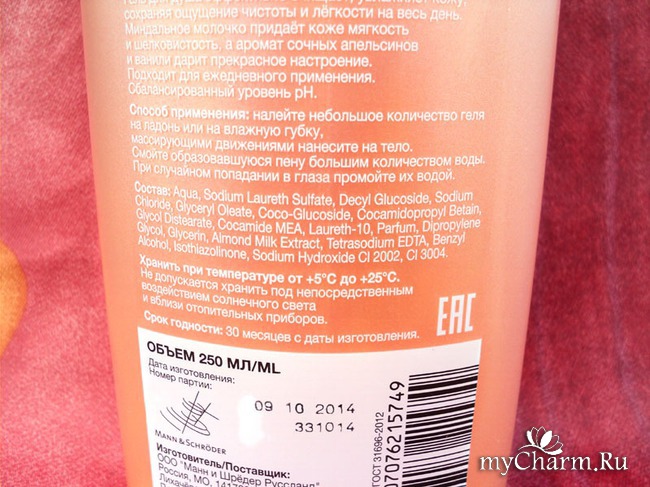 сохраняя ощущение чистоты и лёгкости на весь день.
Миндальное молочко придаёт коже мягкость
и шелковистость, а аромат сочных апельсинов
и ванили дарит прекрасное настроение.
Подходит для ежедневного применения.
Сбалансированный уровень pH.
Способ применения: налейте небольшое количество геля
на ладонь или на влажную губку,
массирующими движениями нанесите на тело.
Смойте образовавшуюся пену большим количеством воды.
При случайном попадании в глаза промойте их водой.
Состав: Aqua, Sodium Laureth Sulfate, Decyl Glucoside, Sodium
Chloride, Glyceryl Oleate, Coco-Glucoside, Cocamidopropyl Betain,
Glycol Distearate, Cocamide MEA, Laureth-10, Parfum, Dipropylene
Glycol, Glycerin, Almond Milk Extract, Tetrasodium EDTA, Benzyl
Alcohol, Isothiazolinone, Sodium Hydroxide CI 2002, CI 3004.
Хранить при температуре от +5°С до +25°С.
Не допускается хранить под непосредственным
воздействием солнечного света
и вблизи отопительных приборов.
Срок годности: 30 месяцев с даты изготовления.
EAC
ОБЪЕМ 250 МЛ/ML
Дата изготовления:
Номер партии:
09 10 2014
331014
MANN & SCHRÖDER
Изготовитель/Поставщик:
ООО "Манн и Шрёдер Руссланд"
Россия, МО, 14179
Лихачёв
ГОСТ 31696-2012
070762 15749
myCharm.Ru